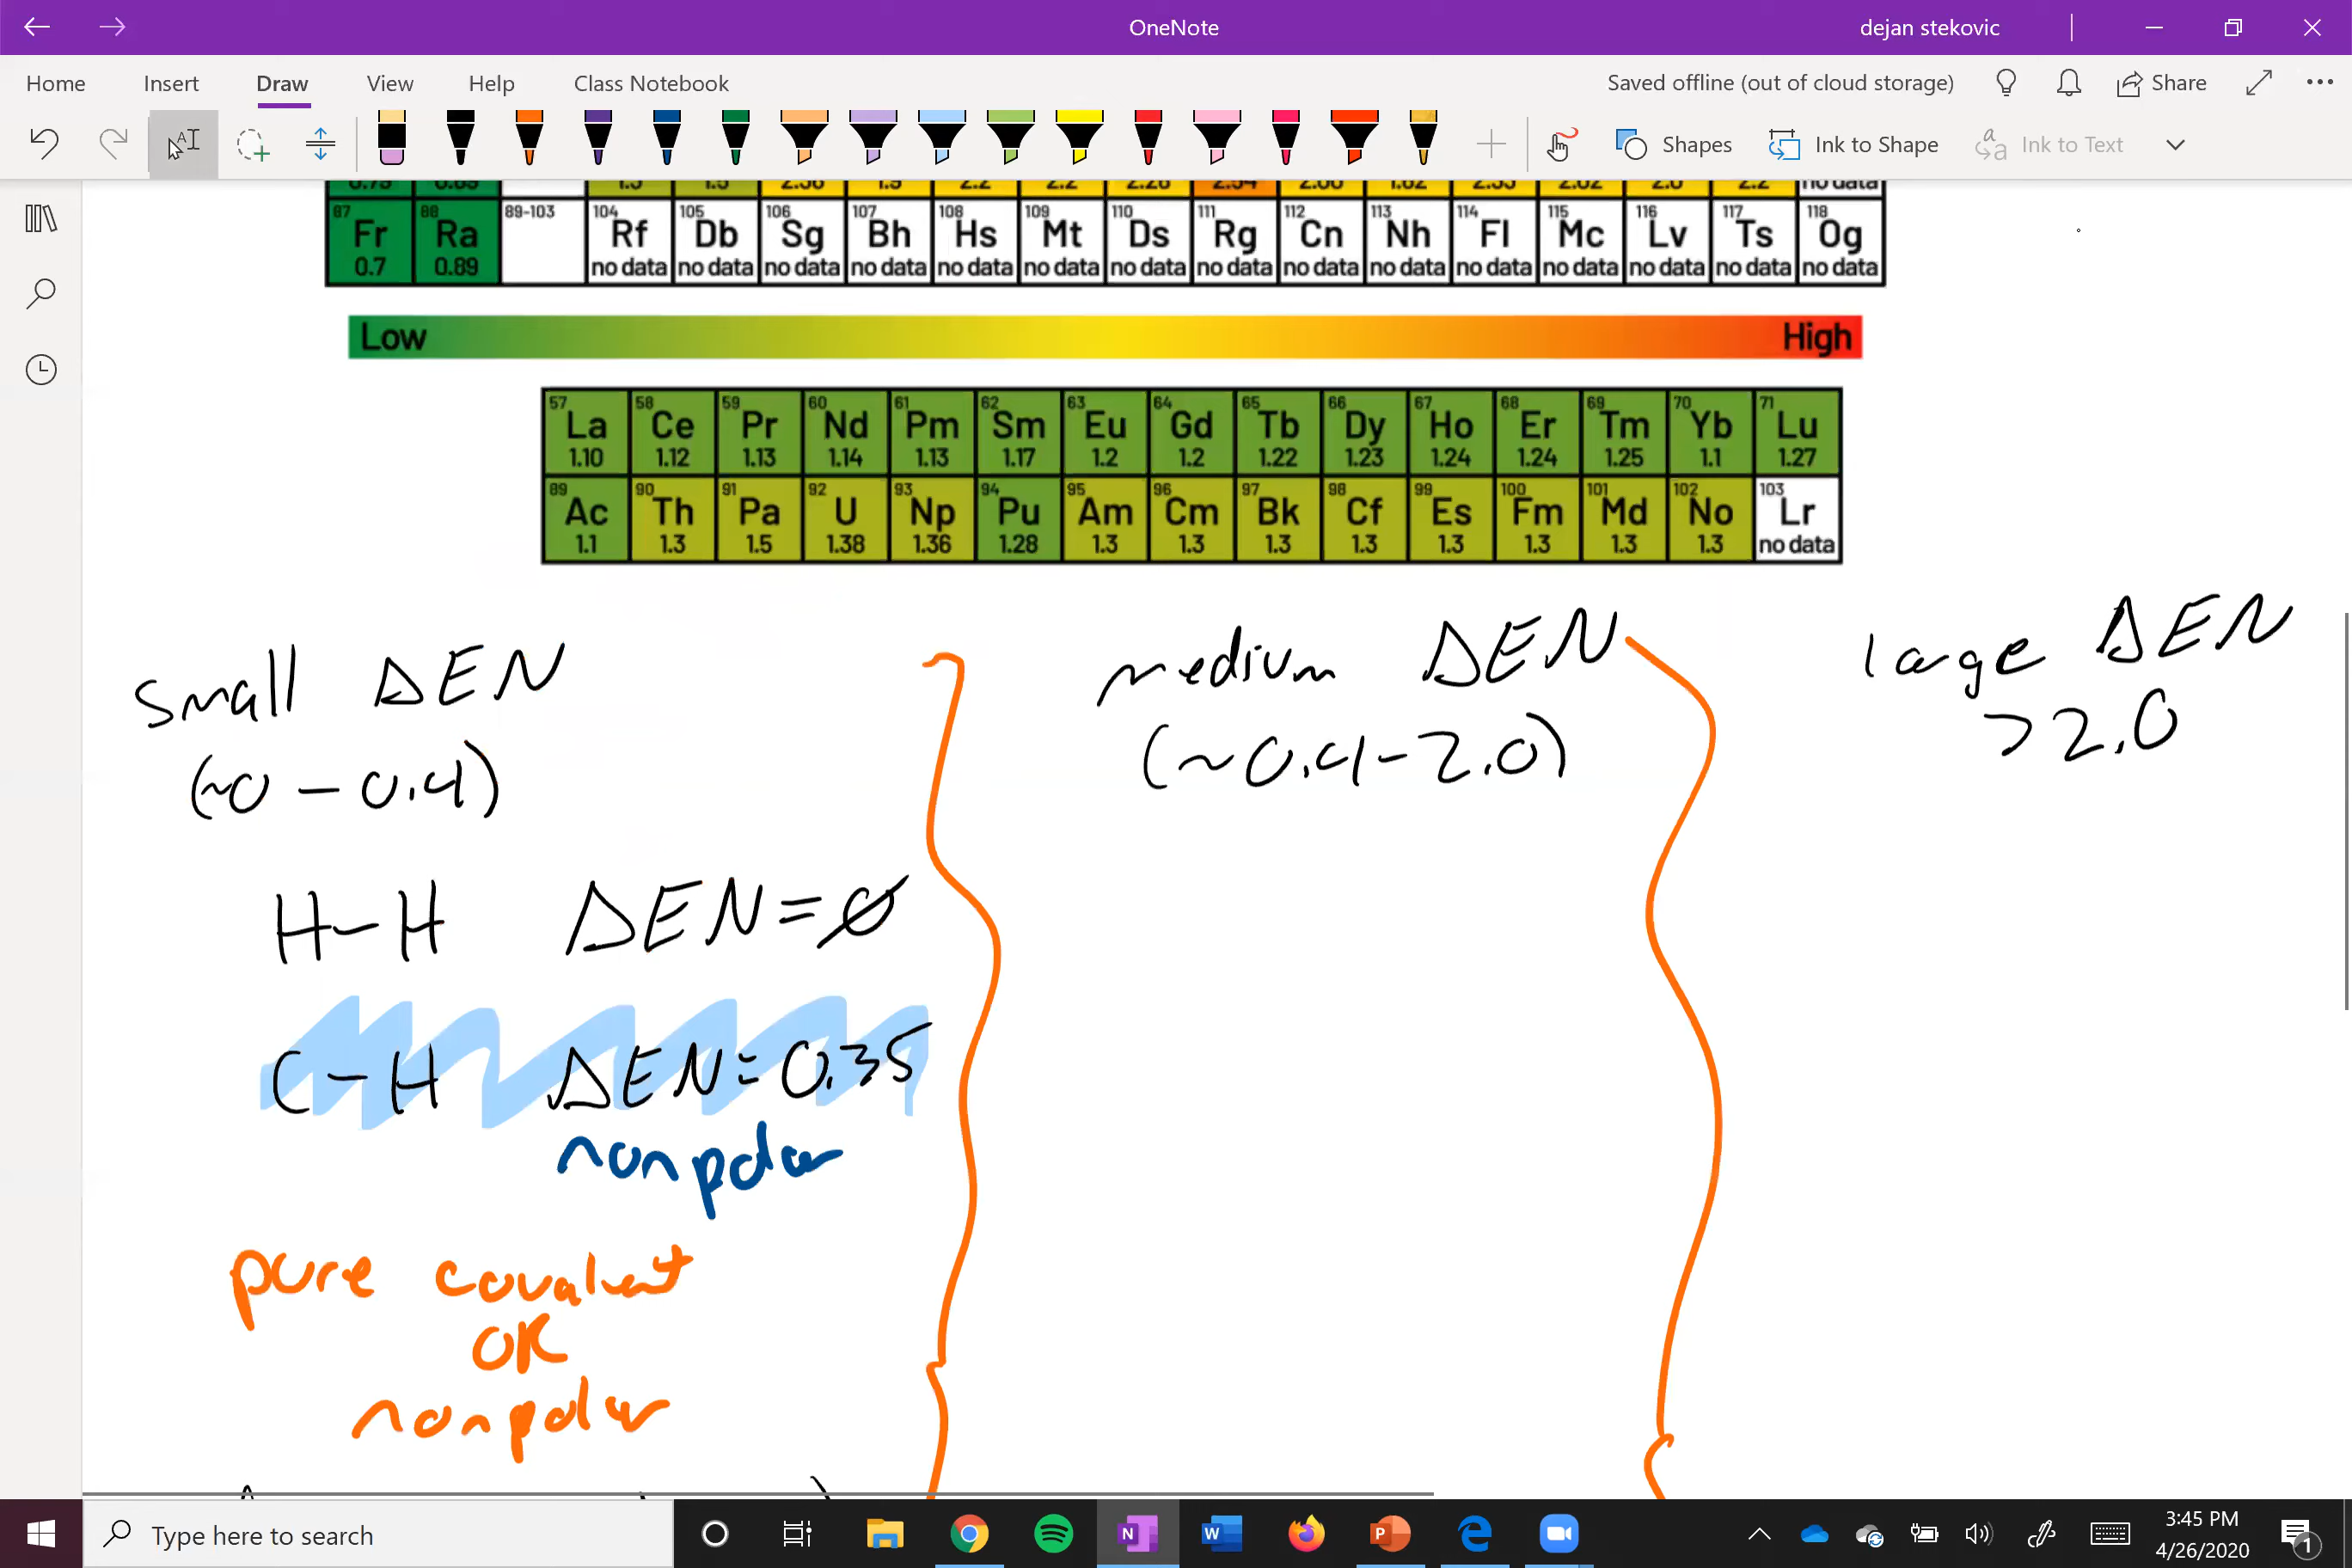 OneNote
dejan stekovic
Home Insert Draw View Help Class Notebook
Saved offline (out of cloud storage)
Share
Shapes
Ink to Shape
Ink to Text
87 88 89-103 104 105 106 107 108 109 110 111 112 113 114 115 116 117 118
Fr Ra Rf Db Sg Bh Hs Mt Ds Rg Cn Nh Fl Mc Lv Ts Og
0.7 0.89 no data no data no data no data no data no data no data no data no data no data no data no data no data no data no data
Low High
57 58 59 60 61 62 63 64 65 66 67 68 69 70 71
La Ce Pr Nd Pm Sm Eu Gd Tb Dy Ho Er Tm Yb Lu
1.10 1.12 1.13 1.14 1.13 1.17 1.2 1.2 1.22 1.23 1.24 1.24 1.25 1.1 1.27
89 90 91 92 93 94 95 96 97 98 99 100 101 102 103
Ac Th Pa U Np Pu Am Cm Bk Cf Es Fm Md No Lr
1.1 1.3 1.5 1.38 1.36 1.28 1.3 1.3 1.3 1.3 1.3 1.3 1.3 1.3 no data
small ΔEN
(~0 – 0.4)
medium ΔEN
(~0.4-2.0)
large ΔEN
>2.0
H–H ΔEN=0
C–H ΔEN=0.35
nonpolar
pure covalent
OR
nonpolar
Type here to search
3:45 PM
4/26/2020
1